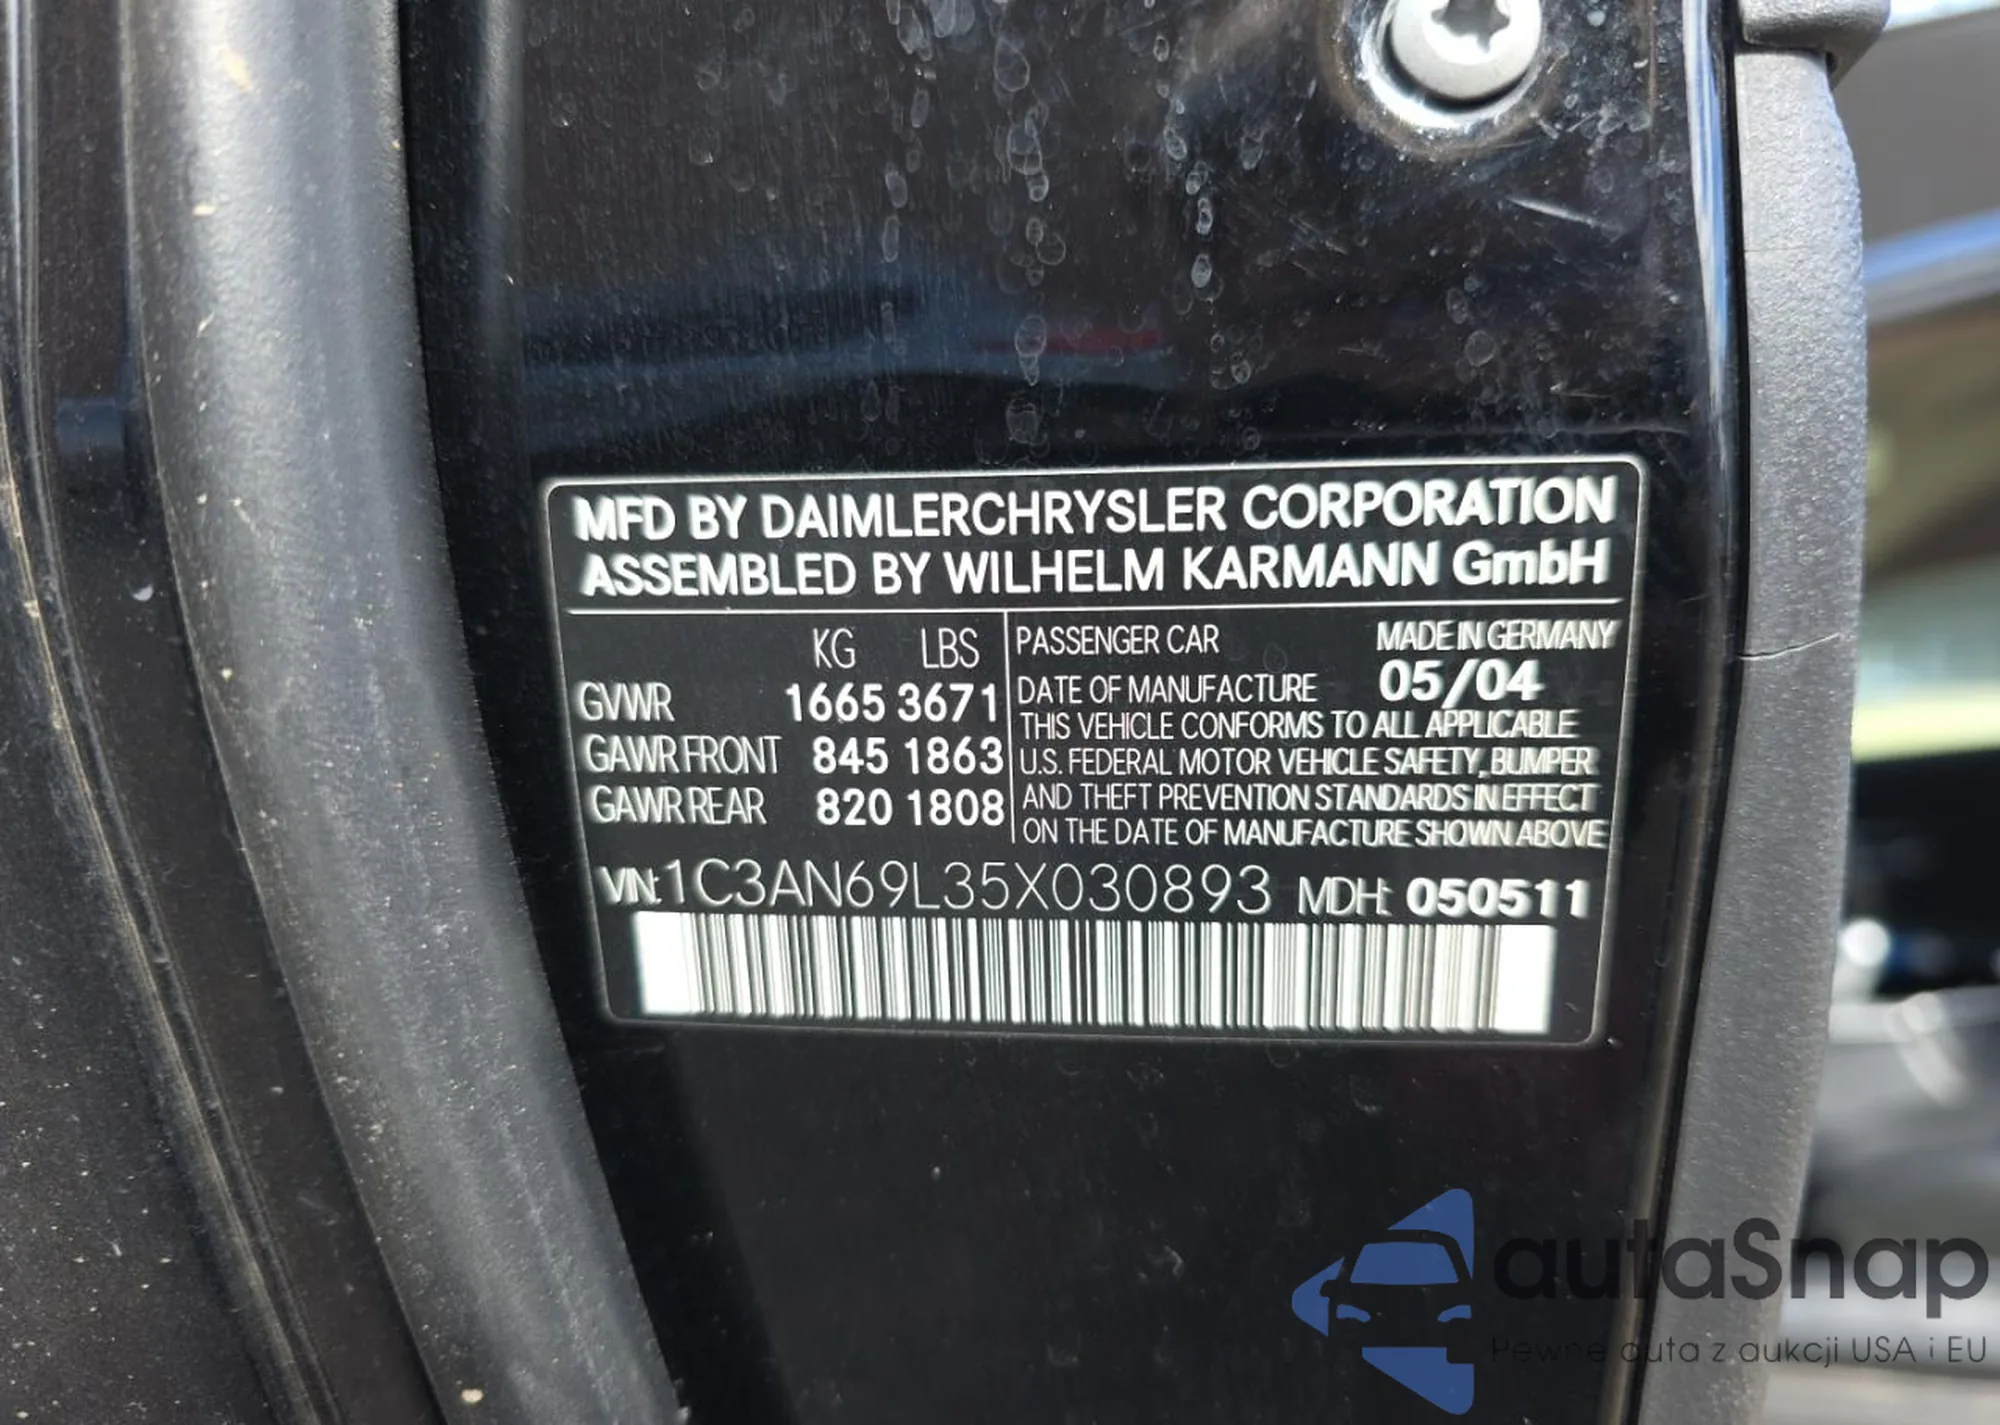 MFD BY DAIMLERCHRYSLER CORPORATION
ASSEMBLED BY WILHELM KARMANN GmbH
KG LBS
GVWR 1665 3671
GAWR FRONT 845 1863
GAWR REAR 820 1808
PASSENGER CAR MADE IN GERMANY
DATE OF MANUFACTURE 05/04
THIS VEHICLE CONFORMS TO ALL APPLICABLE
U.S. FEDERAL MOTOR VEHICLE SAFETY, BUMPER
AND THEFT PREVENTION STANDARDS IN EFFECT
ON THE DATE OF MANUFACTURE SHOWN ABOVE
VIN: 1C3AN69L35X030893 MDH: 050511
autaSnap
Pewne auta z aukcji USA i EU